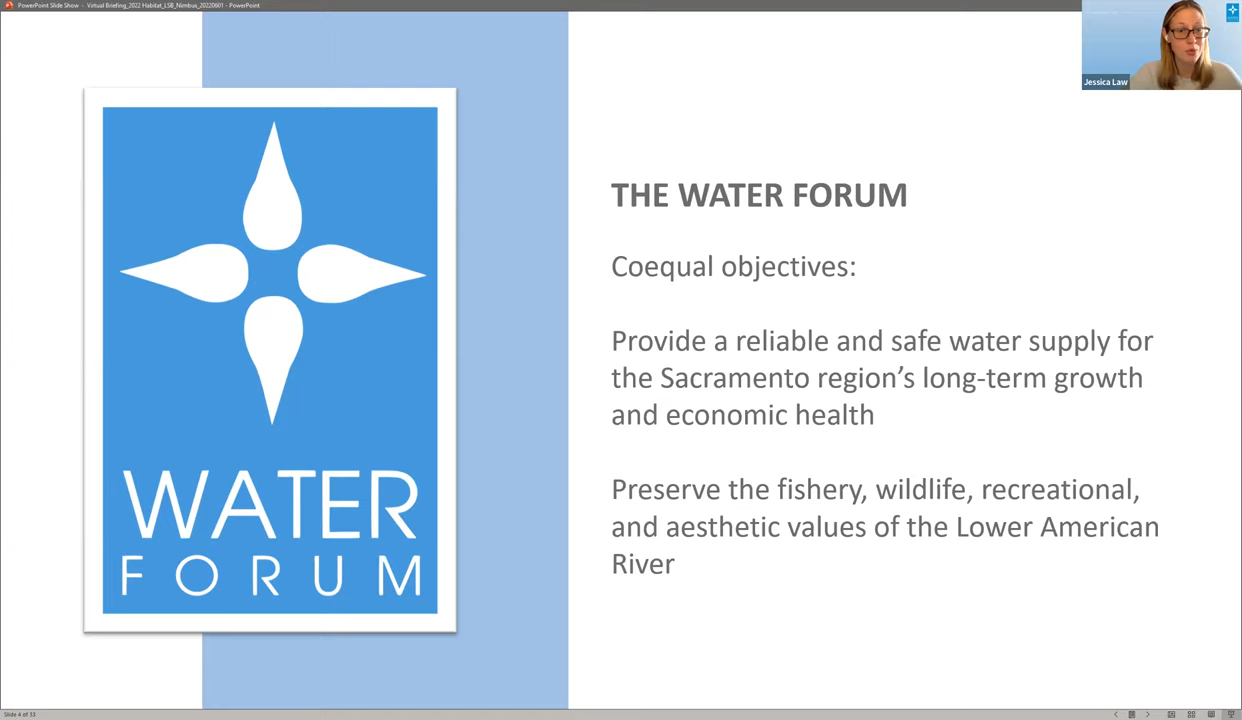 PowerPoint Slide Show - Virtual Briefing_2022 Habitat_LSB_Nimbus_20220601 - PowerPoint
Jessica Law
WATER
FORUM
THE WATER FORUM
Coequal objectives:
Provide a reliable and safe water supply for
the Sacramento region’s long-term growth
and economic health
Preserve the fishery, wildlife, recreational,
and aesthetic values of the Lower American
River
Slide 4 of 33